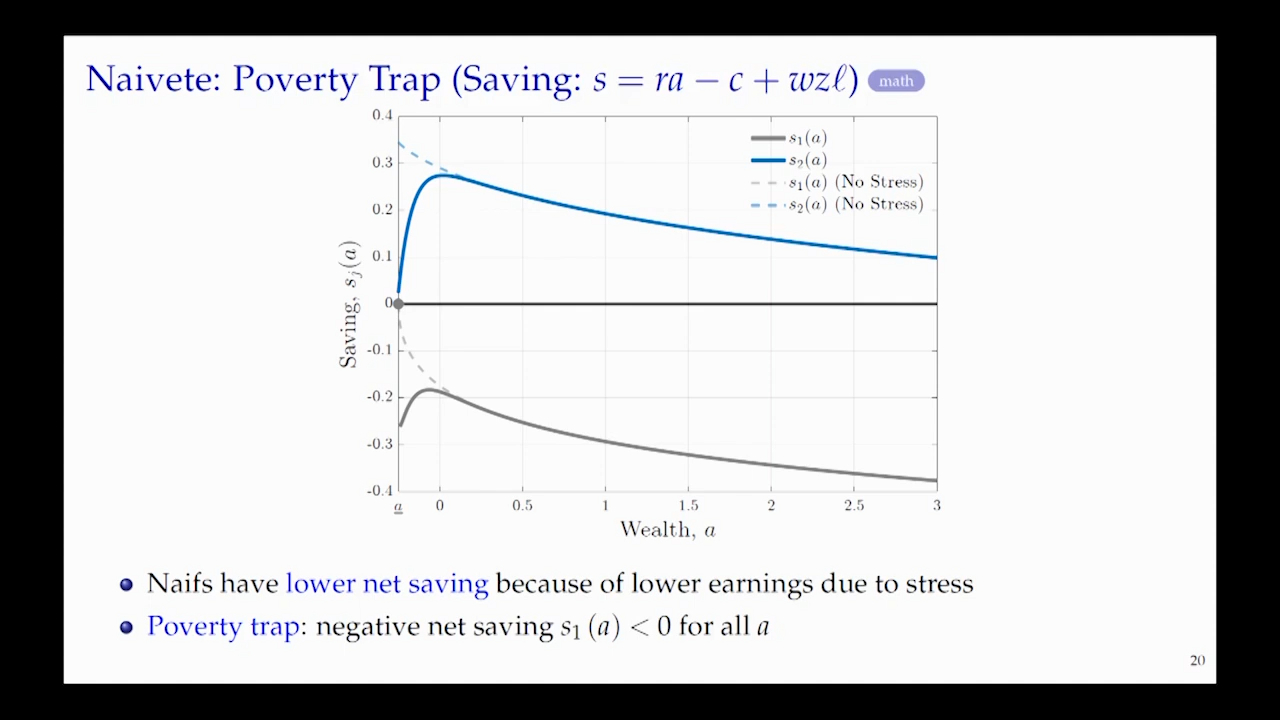 Naivete: Poverty Trap (Saving: s = ra − c + wzℓ) math
0.4
0.3
0.2
0.1
0
-0.1
-0.2
-0.3
-0.4
Saving, s_j(a)
s₁(a)
s₂(a)
s₁(a) (No Stress)
s₂(a) (No Stress)
a̲ 0 0.5 1 1.5 2 2.5 3
Wealth, a
Naifs have lower net saving because of lower earnings due to stress
Poverty trap: negative net saving s₁ (a) < 0 for all a
20